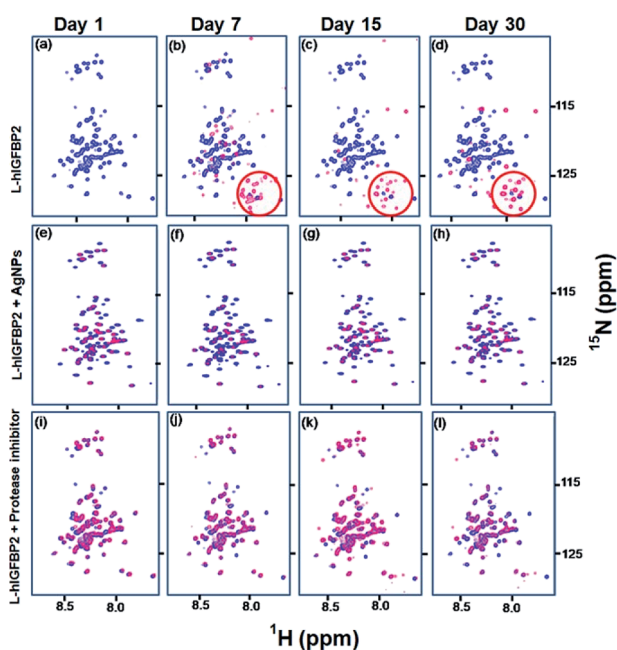 Day 1 Day 7 Day 15 Day 30
L-hIGFBP2
(a) (b) (c) (d)
115
125
L-hIGFBP2 + AgNPs
(e) (f) (g) (h)
115
125
15N (ppm)
L-hIGFBP2 + Protease inhibitor
(i) (j) (k) (l)
115
125
8.5 8.0 8.5 8.0 8.5 8.0 8.5 8.0
1H (ppm)